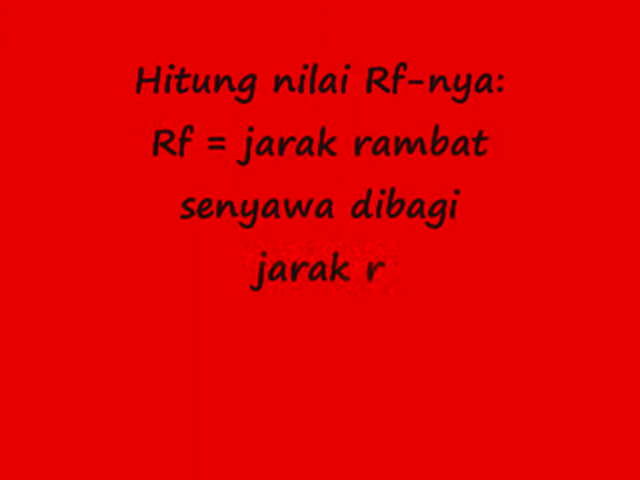 Hitung nilai Rf-nya:
Rf = jarak rambat
senyawa dibagi
jarak r